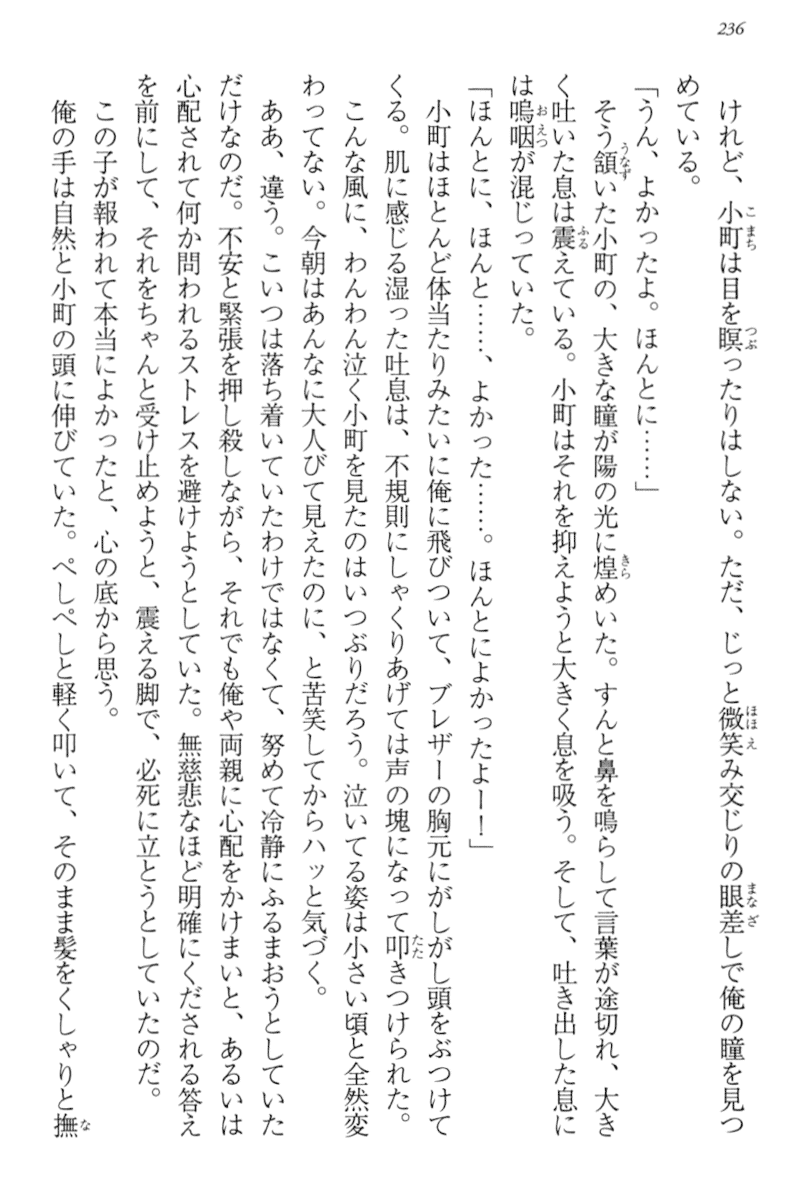 236
けれど、小町は目を瞑ったりはしない。ただ、じっと微笑み交じりの眼差しで俺の瞳を見つ
めている。
「うん、よかったよ。ほんとに……」
そう頷いた小町の、大きな瞳が陽の光に煌めいた。すんと鼻を鳴らして言葉が途切れ、大き
く吐いた息は震えている。小町はそれを抑えようと大きく息を吸う。そして、吐き出した息に
は嗚咽が混じっていた。
「ほんとに、ほんと……、よかった……。ほんとによかったよー！」
小町はほとんど体当たりみたいに俺に飛びついて、ブレザーの胸元にがしがし頭をぶつけて
くる。肌に感じる湿った吐息は、不規則にしゃくりあげては声の塊になって叩きつけられた。
こんな風に、わんわん泣く小町を見たのはいつぶりだろう。泣いてる姿は小さい頃と全然変
わってない。今朝はあんなに大人びて見えたのに、と苦笑してからハッと気づく。
ああ、違う。こいつは落ち着いていたわけではなくて、努めて冷静にふるまおうとしていた
だけなのだ。不安と緊張を押し殺しながら、それでも俺や両親に心配をかけまいと、あるいは
心配されて何か問われるストレスを避けようとしていた。無慈悲なほど明確にくだされる答え
を前にして、それをちゃんと受け止めようと、震える脚で、必死に立とうとしていたのだ。
この子が報われて本当によかったと、心の底から思う。
俺の手は自然と小町の頭に伸びていた。ぺしぺしと軽く叩いて、そのまま髪をくしゃりと撫